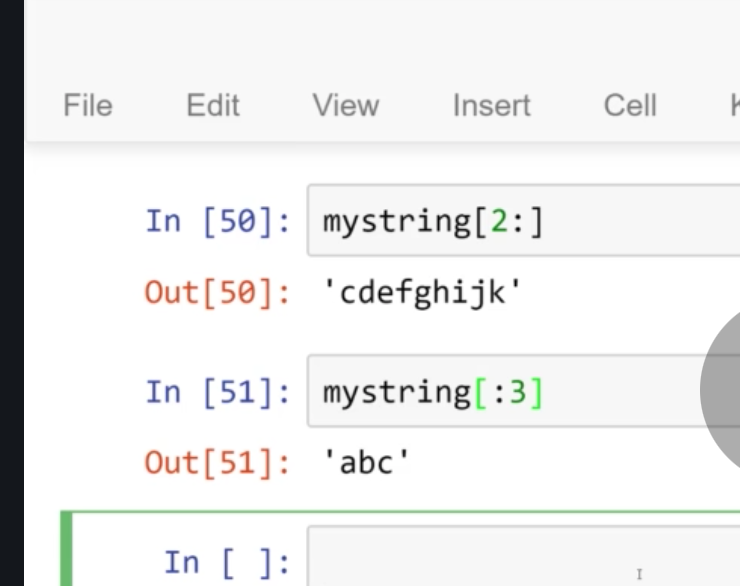 File Edit View Insert Cell
In [50]: mystring[2:]
Out[50]: 'cdefghijk'
In [51]: mystring[:3]
Out[51]: 'abc'
In [ ]: